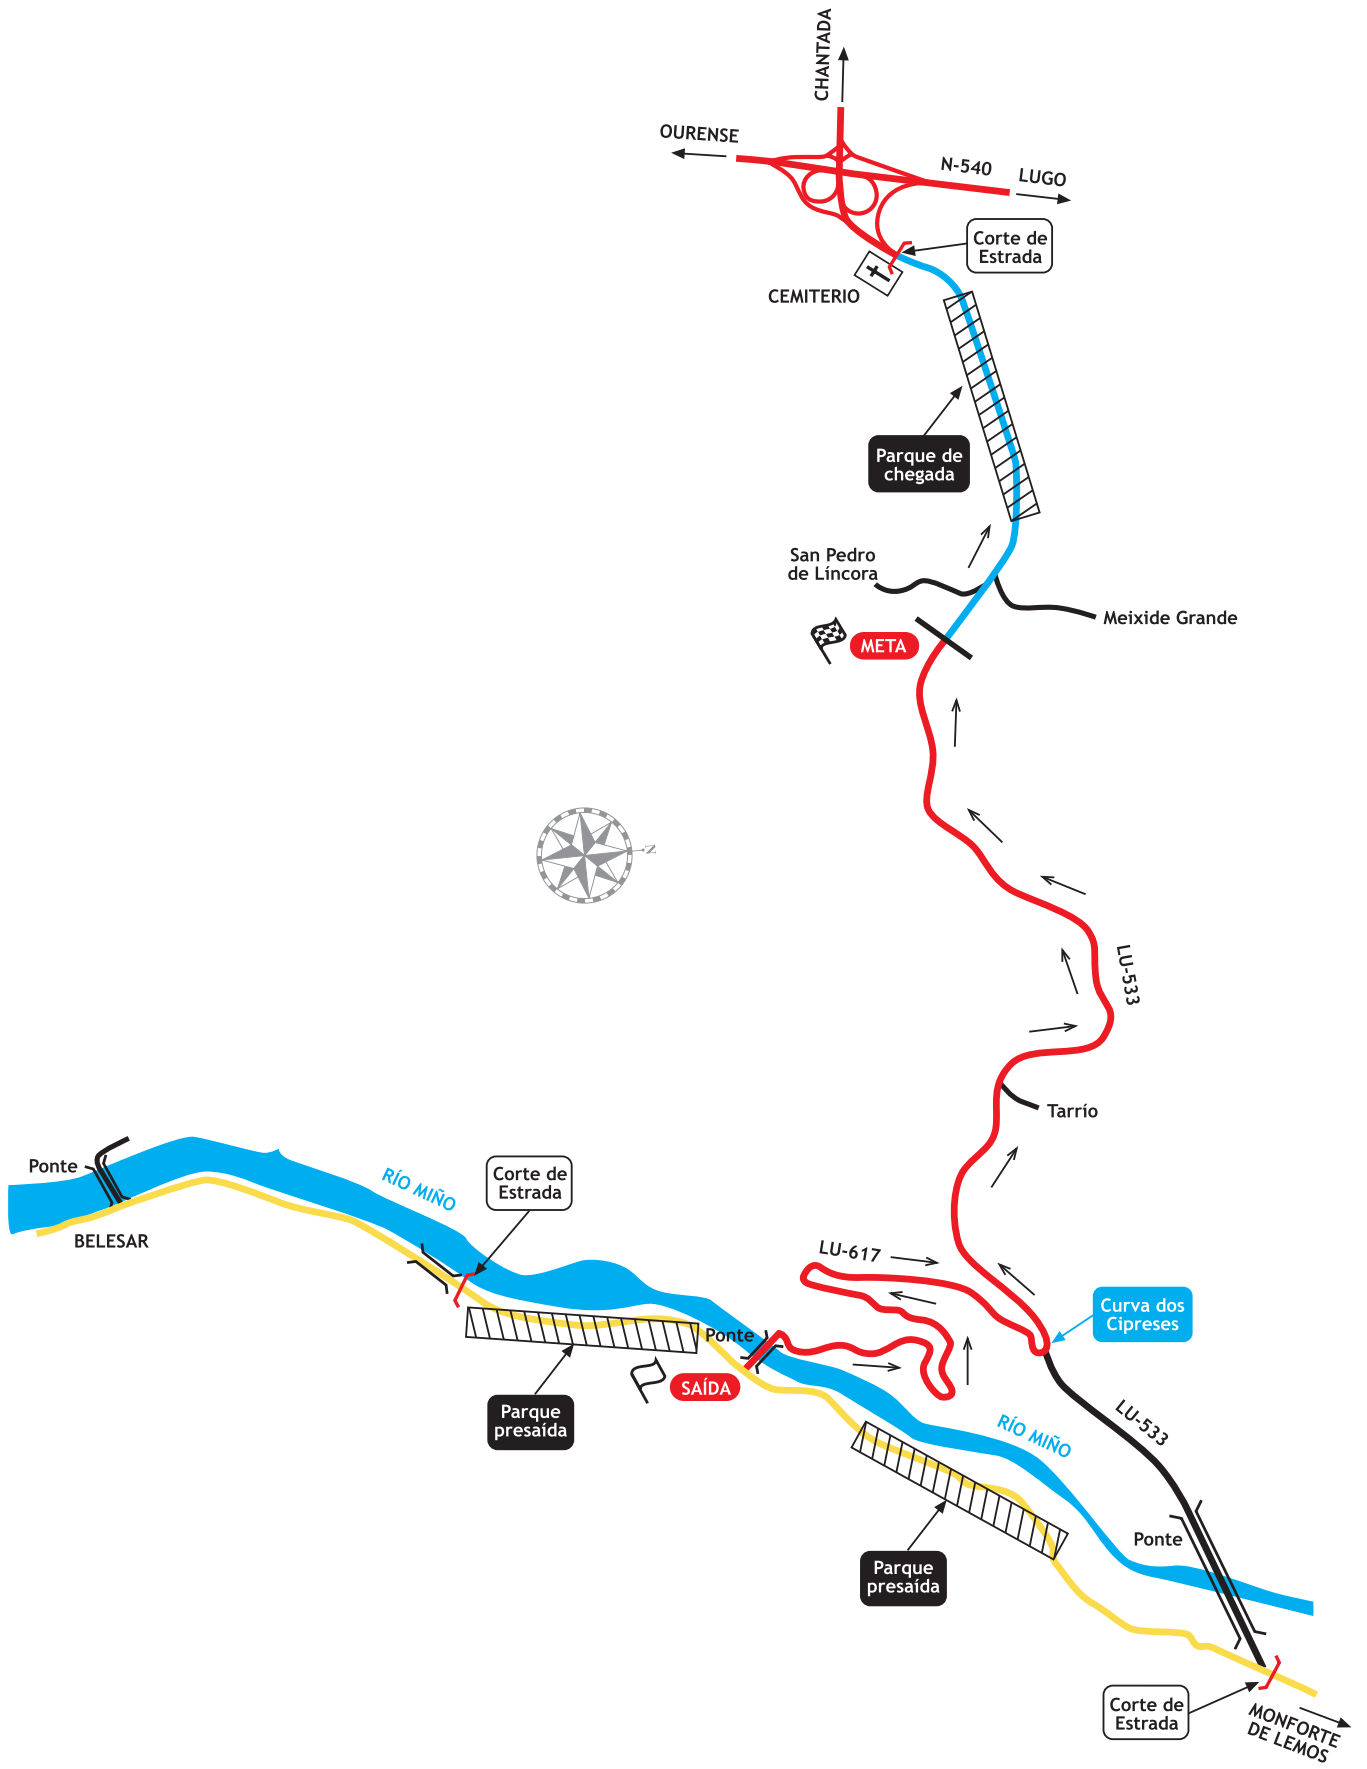 CHANTADA
OURENSE
N-540
LUGO
Corte de
Estrada
CEMITERIO
Parque de
chegada
San Pedro
de Líncora
Meixide Grande
META
N
LU-533
Tarrío
Ponte
RÍO MIÑO
Corte de
Estrada
BELESAR
LU-617
Curva dos
Cipreses
Ponte
SAÍDA
Parque
presaída
LU-533
RÍO MIÑO
Ponte
Parque
presaída
Corte de
Estrada
MONFORTE
DE LEMOS